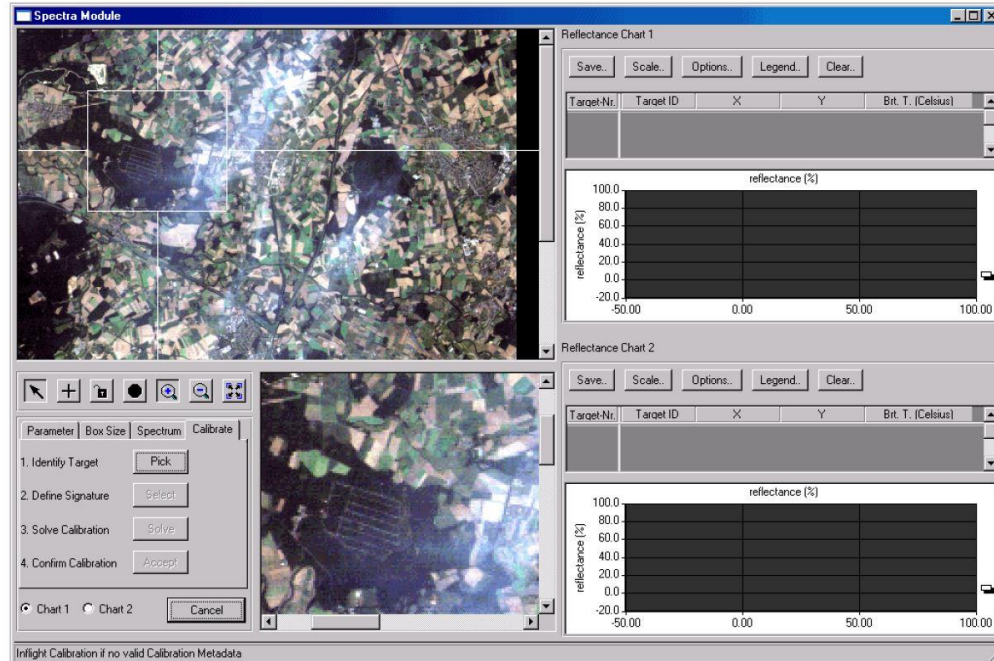 Spectra Module
Reflectance Chart 1
Save.. Scale.. Options.. Legend.. Clear..
Target-Nr. Target ID X Y Brt. T. (Celsius)
reflectance (%)
reflectance (%)
100.0
80.0
60.0
40.0
20.0
0.0
-20.0
-50.00 0.00 50.00 100.00
Reflectance Chart 2
Save.. Scale.. Options.. Legend.. Clear..
Target-Nr. Target ID X Y Brt. T. (Celsius)
reflectance (%)
reflectance (%)
100.0
80.0
60.0
40.0
20.0
0.0
-20.0
-50.00 0.00 50.00 100.00
Parameter Box Size Spectrum Calibrate
1. Identify Target Pick
2. Define Signature Select
3. Solve Calibration Solve
4. Confirm Calibration Accept
Chart 1 Chart 2 Cancel
Inflight Calibration if no valid Calibration Metadata